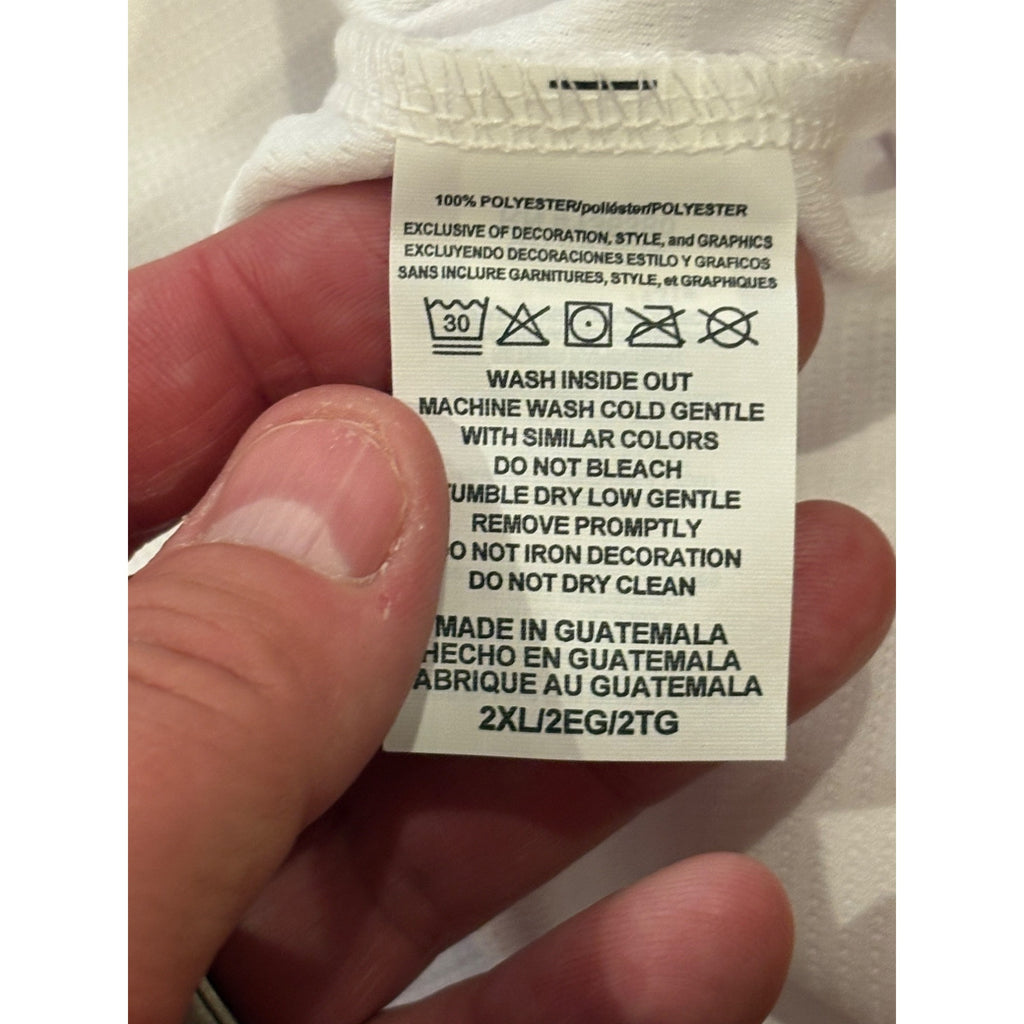 100% POLYESTER/poliéster/POLYESTER
EXCLUSIVE OF DECORATION, STYLE, and GRAPHICS
EXCLUYENDO DECORACIONES ESTILO Y GRAFICOS
SANS INCLURE GARNITURES, STYLE, et GRAPHIQUES
30
WASH INSIDE OUT
MACHINE WASH COLD GENTLE
WITH SIMILAR COLORS
DO NOT BLEACH
TUMBLE DRY LOW GENTLE
REMOVE PROMPTLY
DO NOT IRON DECORATION
DO NOT DRY CLEAN
MADE IN GUATEMALA
HECHO EN GUATEMALA
FABRIQUE AU GUATEMALA
2XL/2EG/2TG